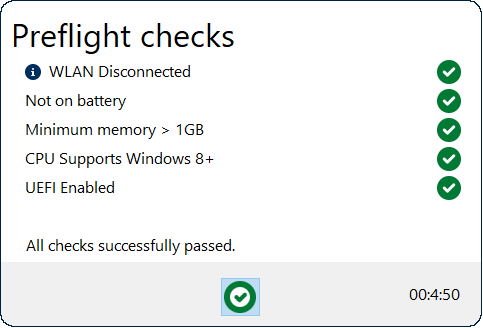 Preflight checks
WLAN Disconnected
Not on battery
Minimum memory > 1GB
CPU Supports Windows 8+
UEFI Enabled
All checks successfully passed.
00:4:50